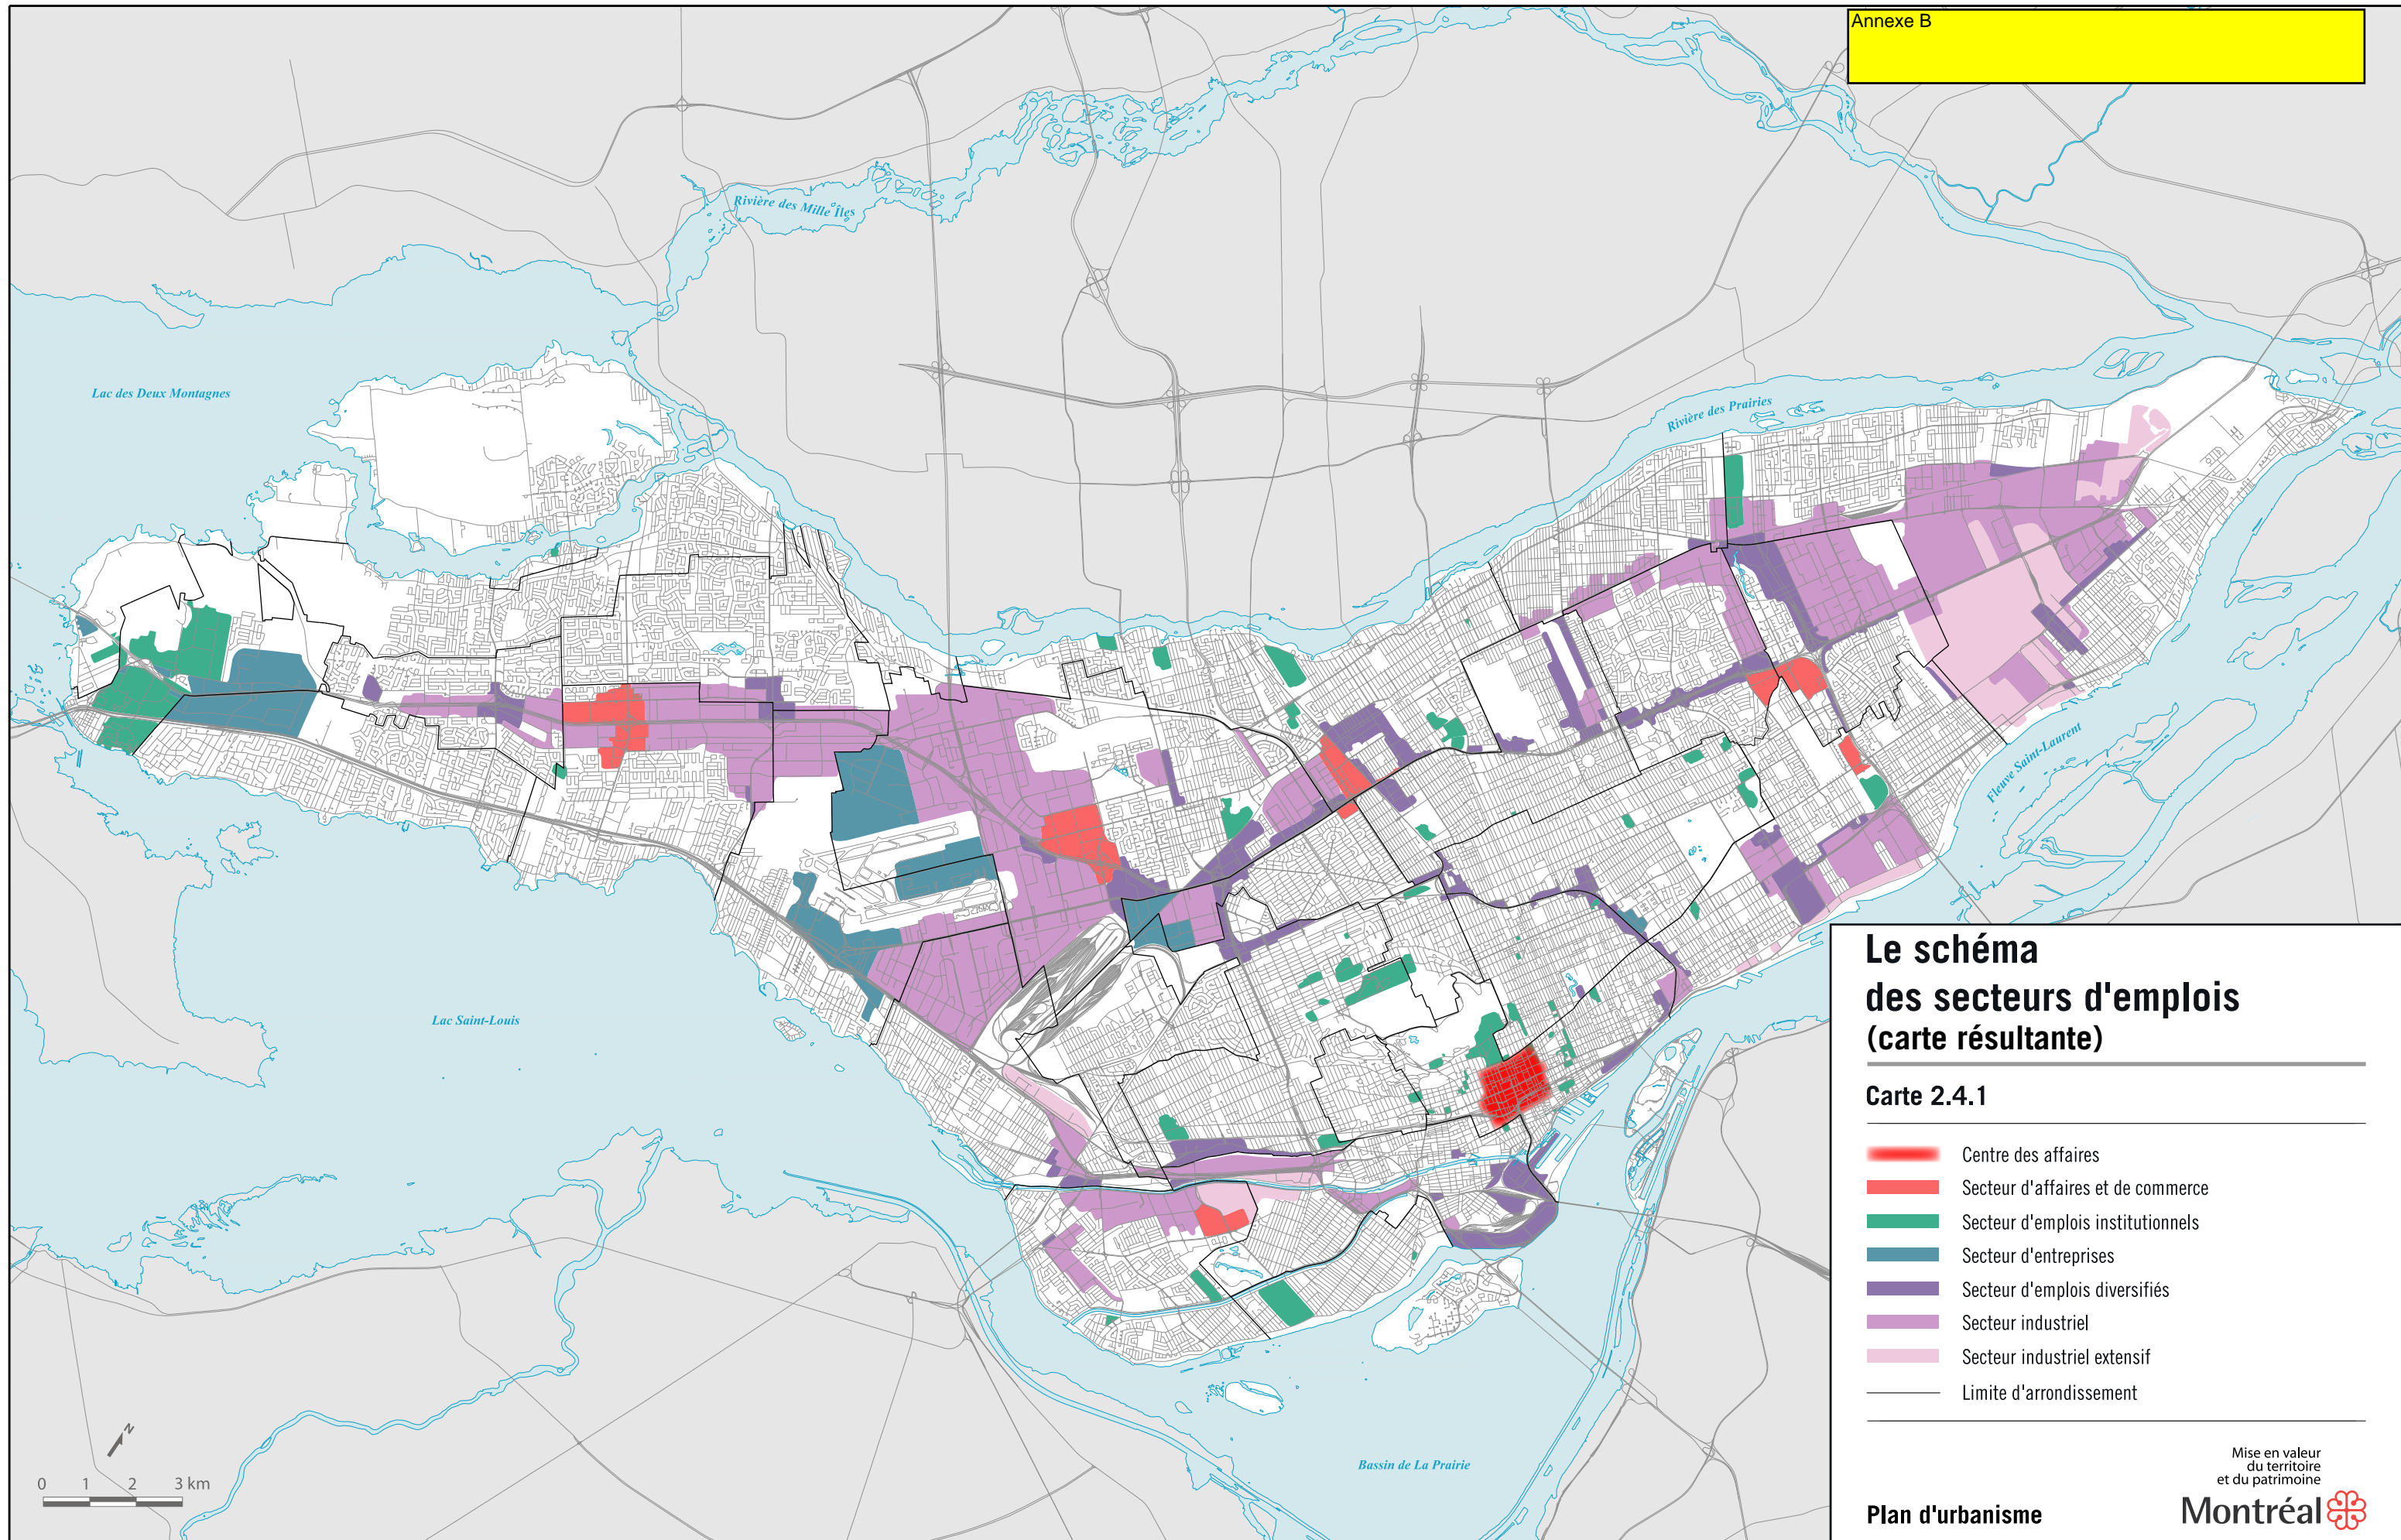 Annexe B
Rivière des Mille Îles
Lac des Deux Montagnes
Rivière des Prairies
Fleuve Saint-Laurent
Lac Saint-Louis
Bassin de La Prairie
N
0 1 2 3 km
Le schéma
des secteurs d'emplois
(carte résultante)
Carte 2.4.1
Centre des affaires
Secteur d'affaires et de commerce
Secteur d'emplois institutionnels
Secteur d'entreprises
Secteur d'emplois diversifiés
Secteur industriel
Secteur industriel extensif
Limite d'arrondissement
Mise en valeur
du territoire
et du patrimoine
Plan d'urbanisme
Montréal